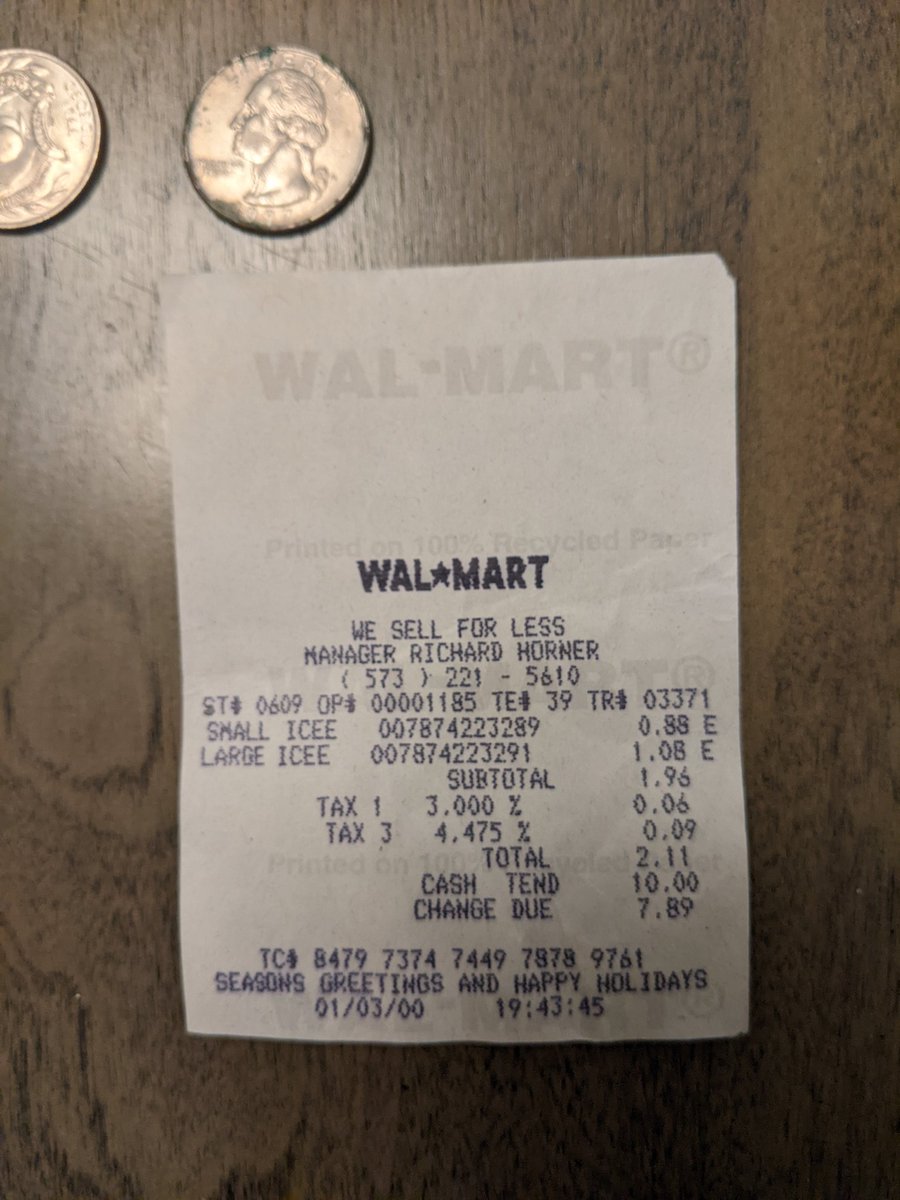 WAL-MART®
Printed on 100% Recycled Paper
WAL★MART
WE SELL FOR LESS
MANAGER RICHARD HORNER
( 573 ) 221 - 5610
ST# 0609 OP# 00001185 TE# 39 TR# 03371
SMALL ICEE 007874223289 0.88 E
LARGE ICEE 007874223291 1.08 E
SUBTOTAL 1.96
TAX 1 3.000 % 0.06
TAX 3 4.475 % 0.09
TOTAL 2.11
CASH TEND 10.00
CHANGE DUE 7.89
TC# 8479 7374 7449 7878 9761
SEASONS GREETINGS AND HAPPY HOLIDAYS
01/03/00 19:43:45